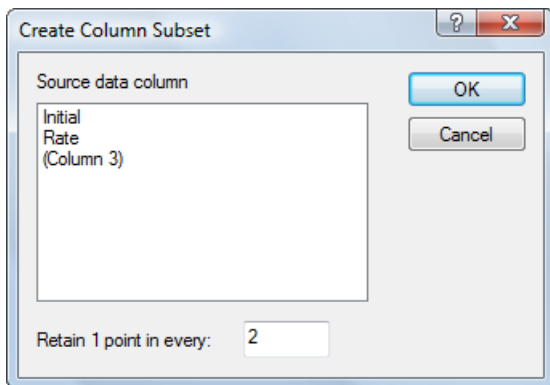 Create Column Subset
Source data column
Initial
Rate
(Column 3)
OK
Cancel
Retain 1 point in every: 2